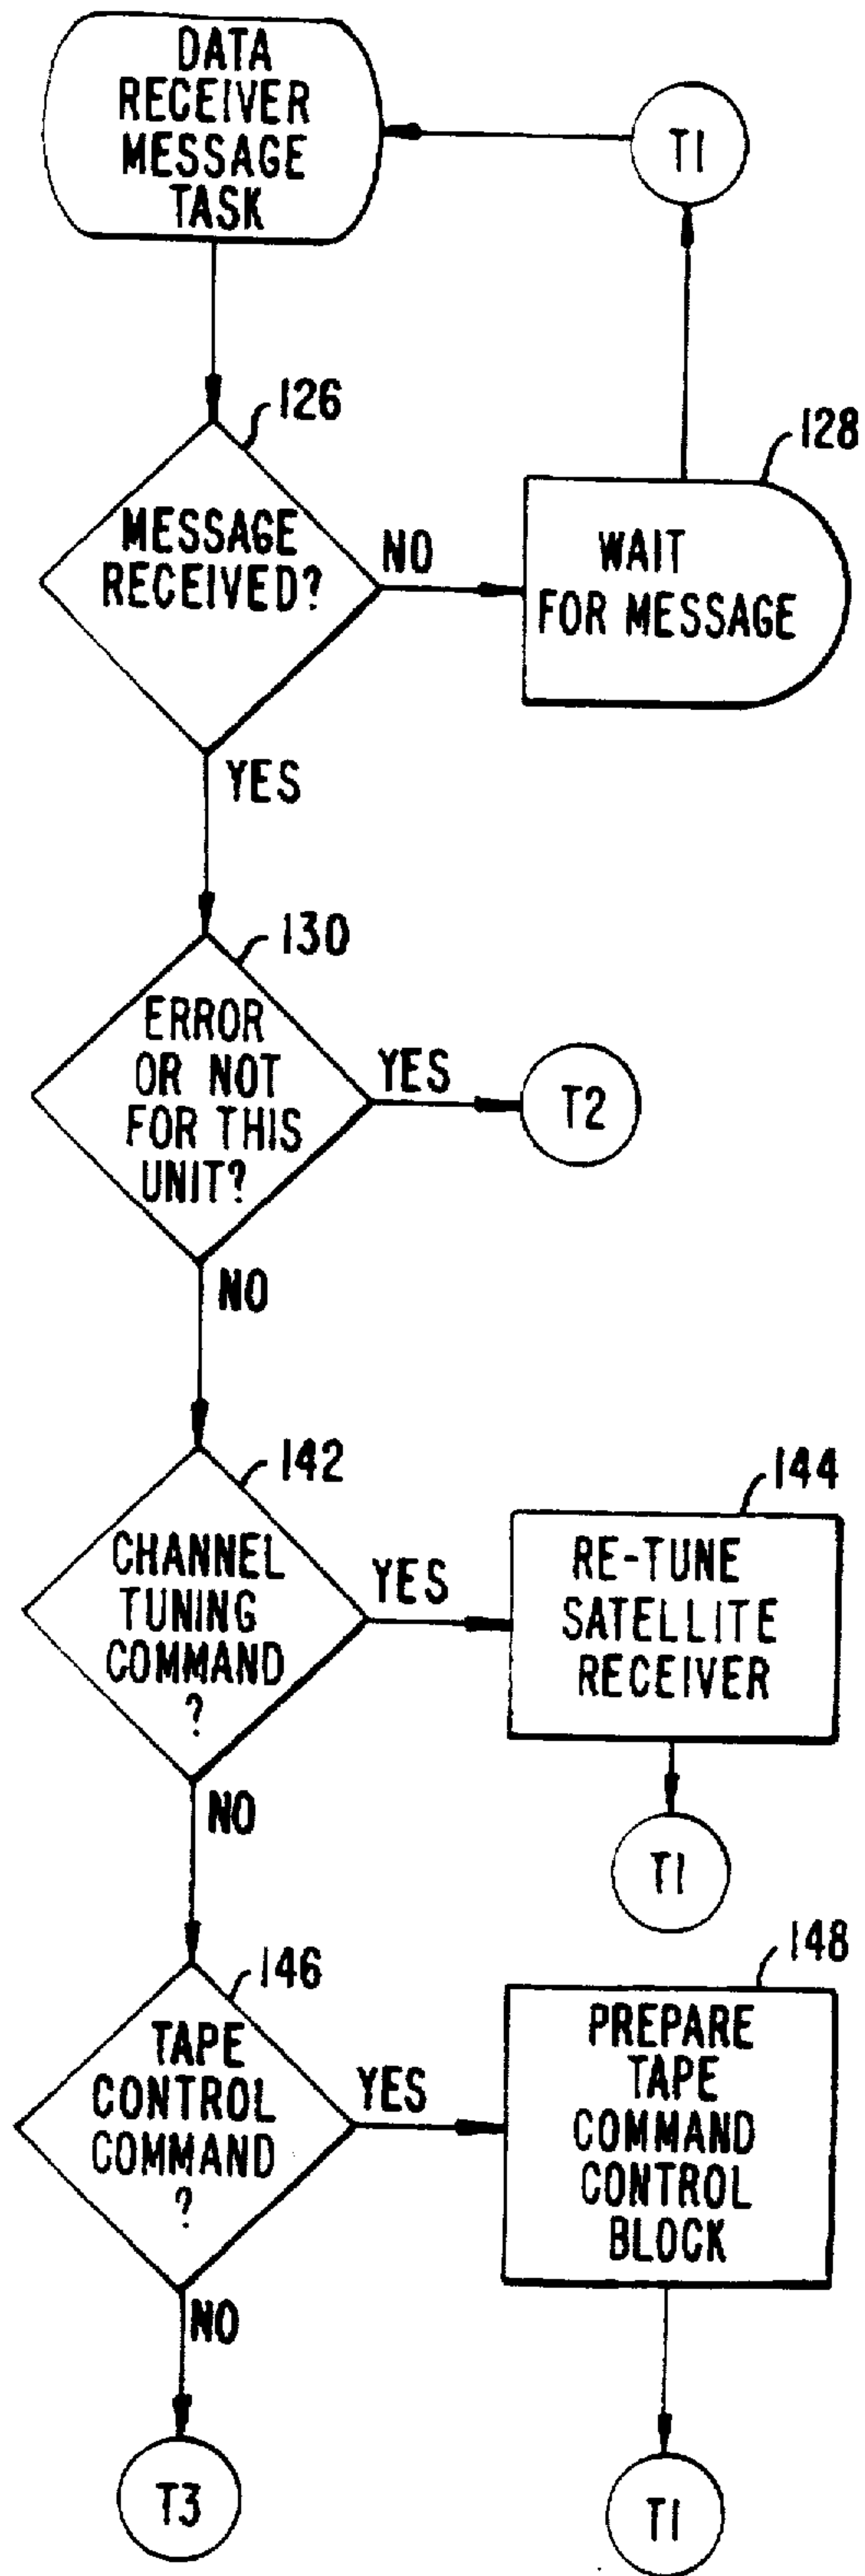 DATA
RECEIVER
MESSAGE
TASK
T1
126
MESSAGE
RECEIVED?
NO
128
WAIT
FOR MESSAGE
YES
130
ERROR
OR NOT
FOR THIS
UNIT?
YES
T2
NO
142
CHANNEL
TUNING
COMMAND
?
YES
144
RE-TUNE
SATELLITE
RECEIVER
T1
NO
146
TAPE
CONTROL
COMMAND
?
YES
148
PREPARE
TAPE
COMMAND
CONTROL
BLOCK
NO
T3
T1